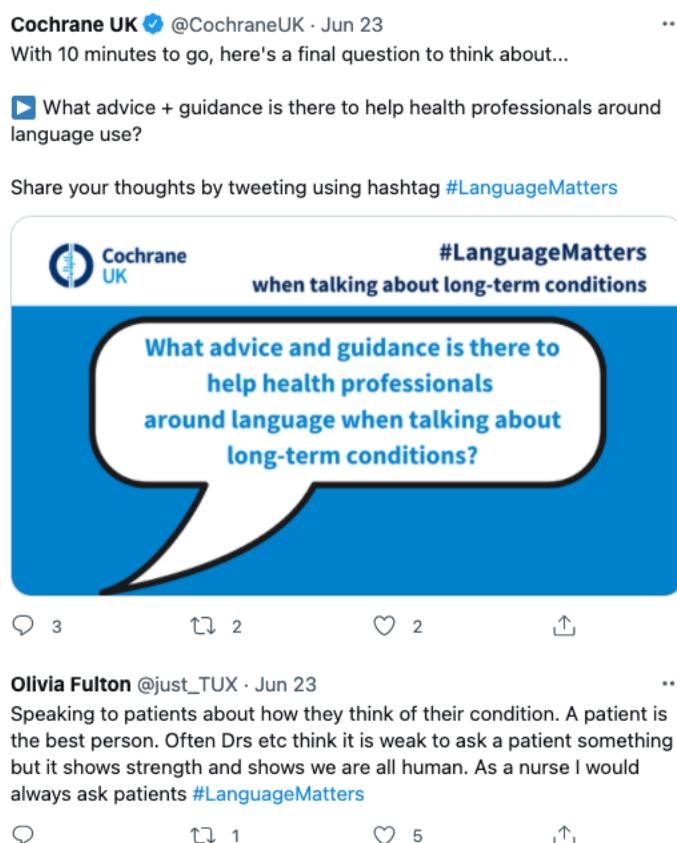 Cochrane UK @CochraneUK · Jun 23
With 10 minutes to go, here's a final question to think about...
▶ What advice + guidance is there to help health professionals around
language use?
Share your thoughts by tweeting using hashtag #LanguageMatters
Cochrane
UK
#LanguageMatters
when talking about long-term conditions
What advice and guidance is there to
help health professionals
around language when talking about
long-term conditions?
3 2 2
Olivia Fulton @just_TUX · Jun 23
Speaking to patients about how they think of their condition. A patient is
the best person. Often Drs etc think it is weak to ask a patient something
but it shows strength and shows we are all human. As a nurse I would
always ask patients #LanguageMatters
1 5